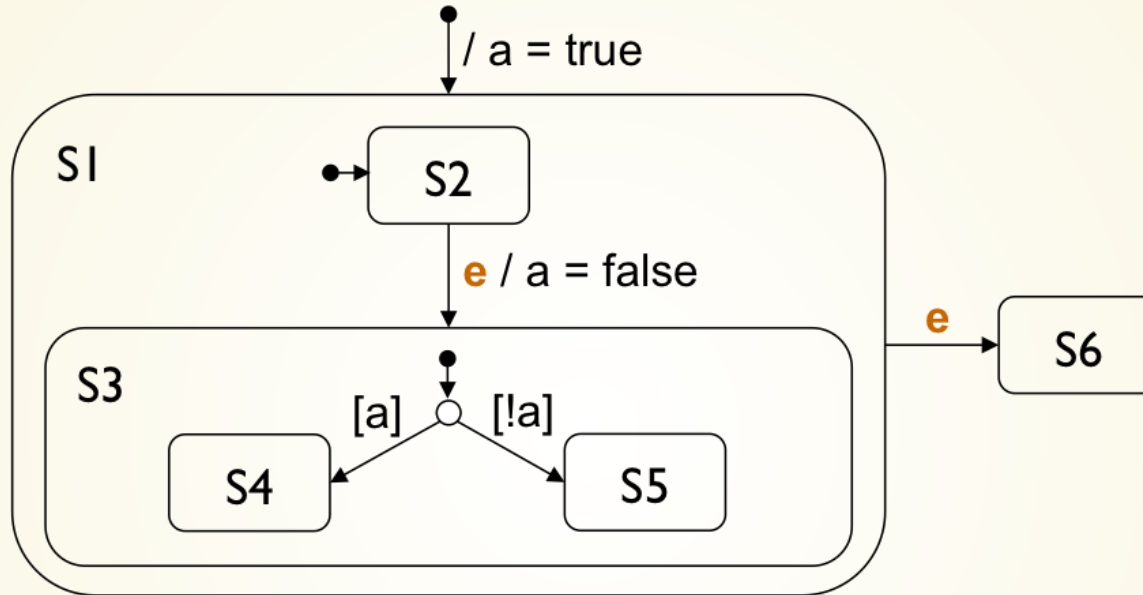 / a = true
S1
S2
e / a = false
e
S6
S3
[a]
[!a]
S4
S5